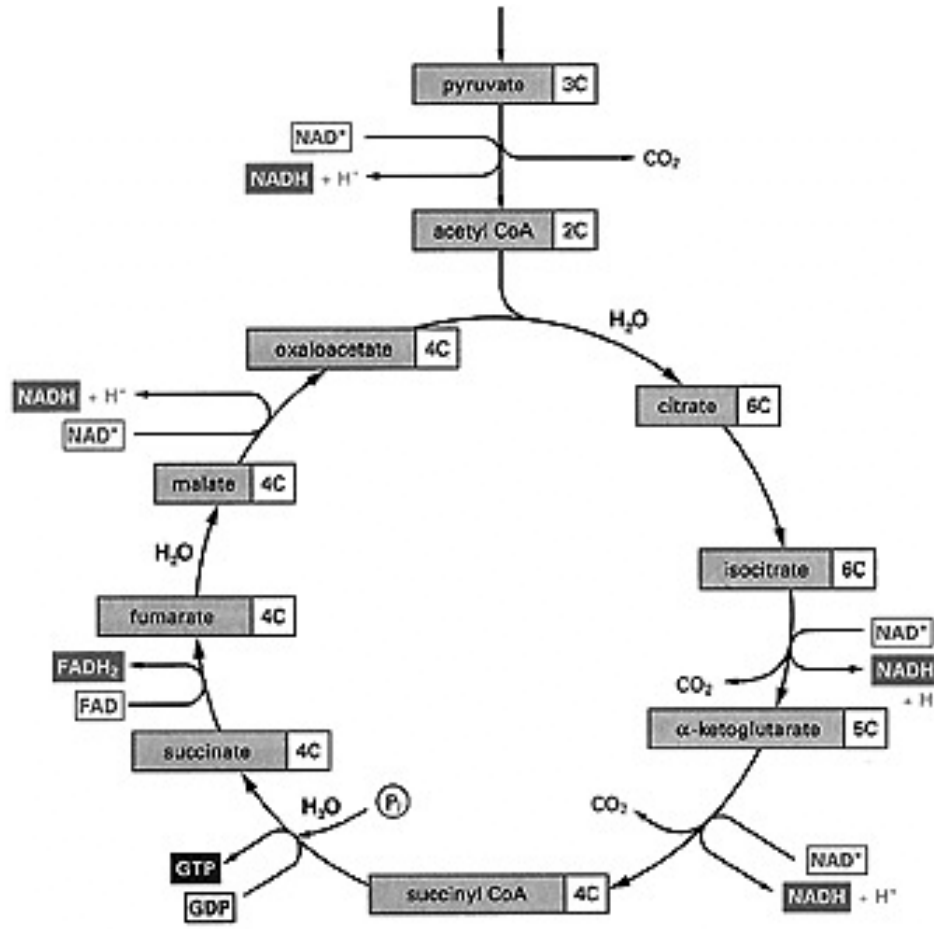 pyruvate 3C
NAD⁺
CO₂
NADH + H⁺
acetyl CoA 2C
H₂O
oxaloacetate 4C
NADH + H⁺
citrate 6C
NAD⁺
malate 4C
H₂O
isocitrate 6C
fumarate 4C
NAD⁺
FADH₂
NADH
CO₂
+ H
FAD
α-ketoglutarate 5C
succinate 4C
H₂O
Pi
CO₂
GTP
NAD⁺
GDP
succinyl CoA 4C
NADH + H⁺